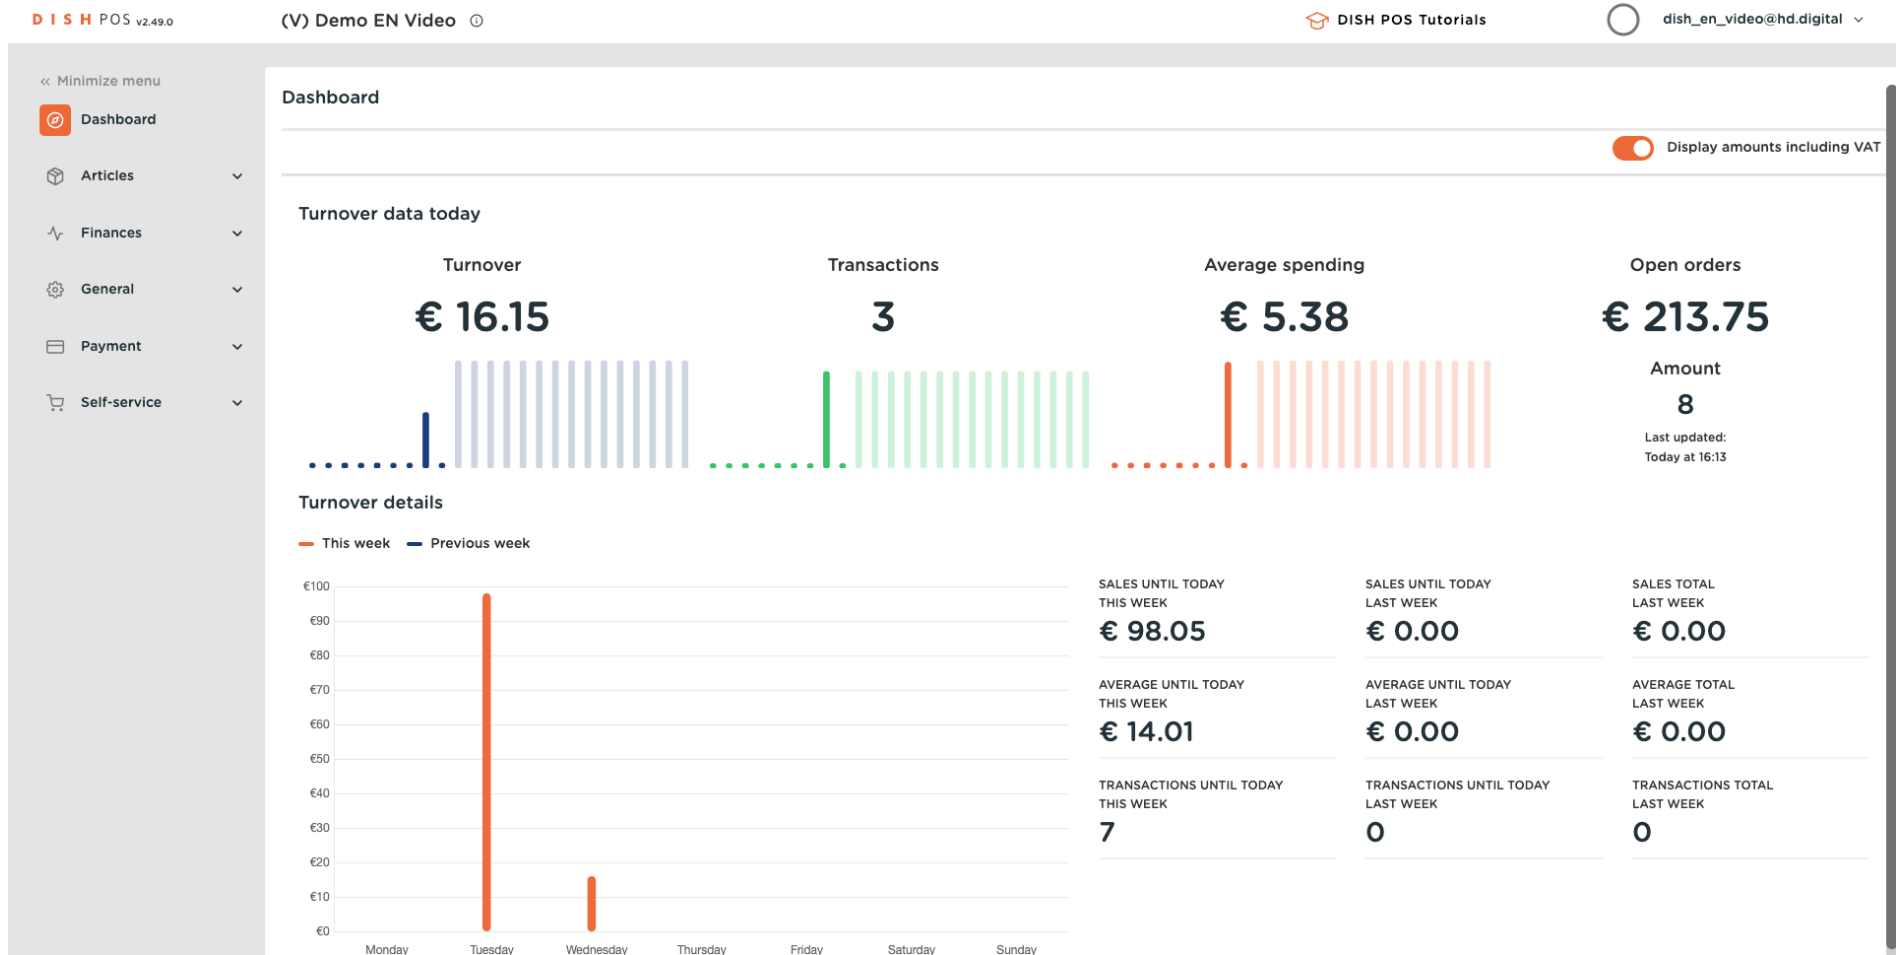 DISH POS v2.49.0
(V) Demo EN Video
DISH POS Tutorials
dish_en_video@hd.digital
« Minimize menu
Dashboard
Articles
Finances
General
Payment
Self-service
Dashboard
Display amounts including VAT
Turnover data today
Turnover
€ 16.15
Transactions
3
Average spending
€ 5.38
Open orders
€ 213.75
Amount
8
Last updated:
Today at 16:13
Turnover details
This week
Previous week
€100
€90
€80
€70
€60
€50
€40
€30
€20
€10
€0
Monday
Tuesday
Wednesday
Thursday
Friday
Saturday
Sunday
SALES UNTIL TODAY
THIS WEEK
€ 98.05
SALES UNTIL TODAY
LAST WEEK
€ 0.00
SALES TOTAL
LAST WEEK
€ 0.00
AVERAGE UNTIL TODAY
THIS WEEK
€ 14.01
AVERAGE UNTIL TODAY
LAST WEEK
€ 0.00
AVERAGE TOTAL
LAST WEEK
€ 0.00
TRANSACTIONS UNTIL TODAY
THIS WEEK
7
TRANSACTIONS UNTIL TODAY
LAST WEEK
0
TRANSACTIONS TOTAL
LAST WEEK
0